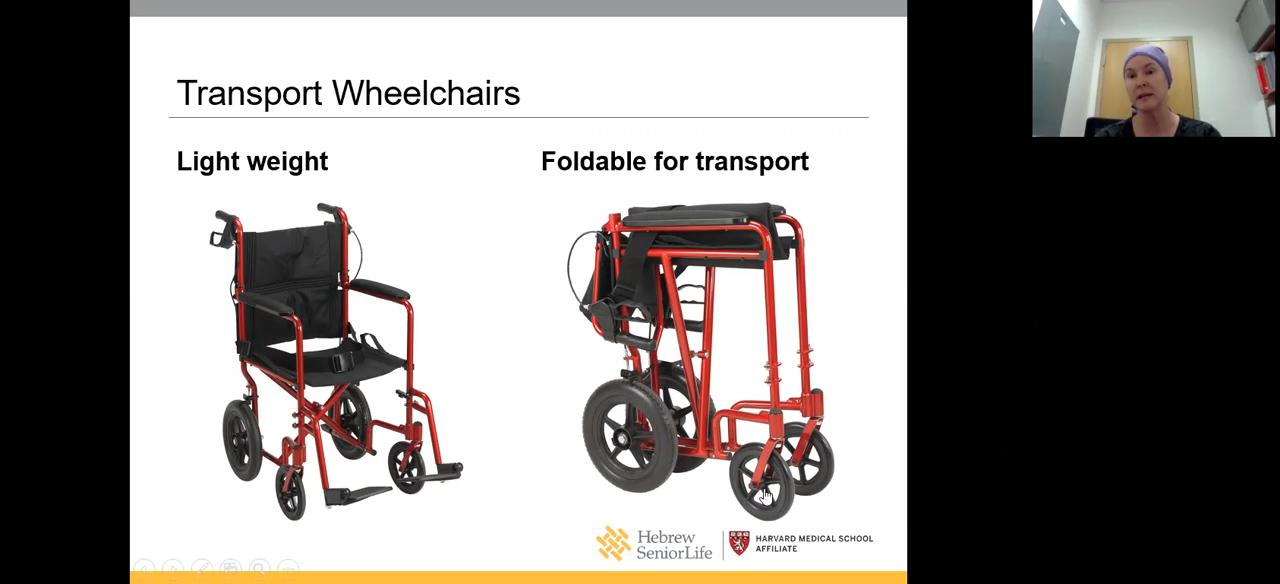 Transport Wheelchairs
Light weight
Foldable for transport
Hebrew
SeniorLife
HARVARD MEDICAL SCHOOL
AFFILIATE